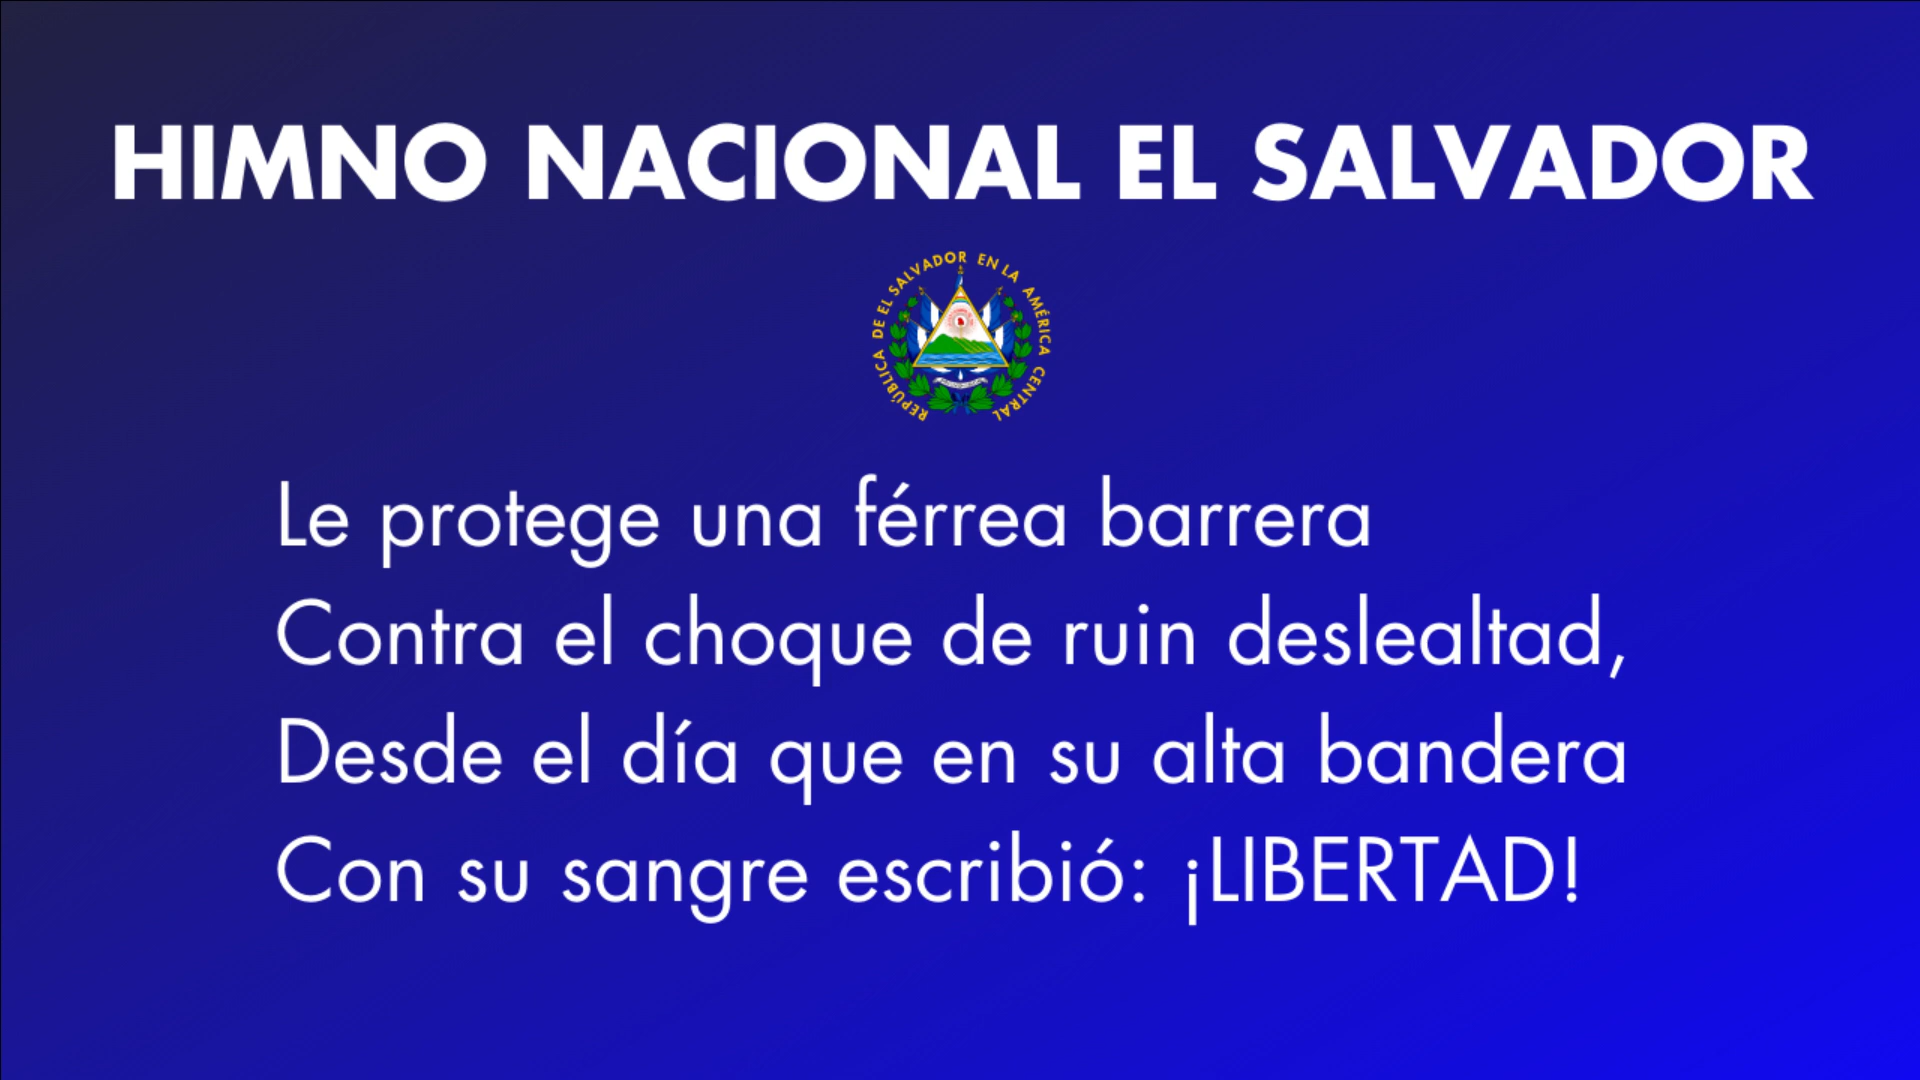 HIMNO NACIONAL EL SALVADOR
REPÚBLICA DE EL SALVADOR EN LA AMÉRICA CENTRAL
Le protege una férrea barrera
Contra el choque de ruin deslealtad,
Desde el día que en su alta bandera
Con su sangre escribió: ¡LIBERTAD!